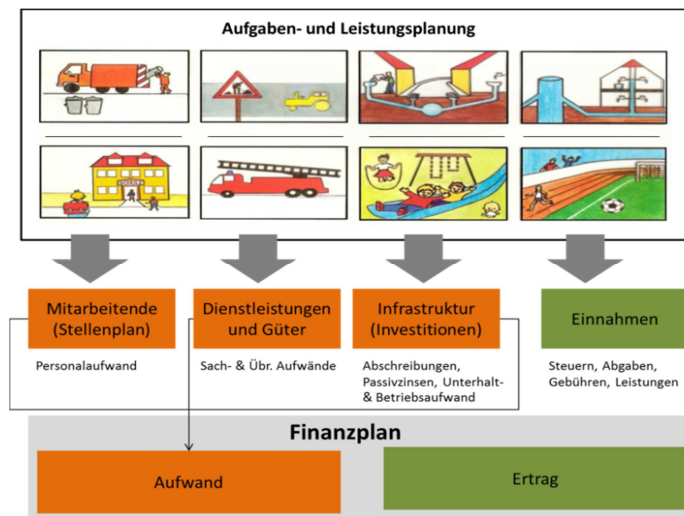 Aufgaben- und Leistungsplanung
Mitarbeitende
(Stellenplan)
Dienstleistungen
und Güter
Infrastruktur
(Investitionen)
Einnahmen
Personalaufwand
Sach- & Übr. Aufwände
Abschreibungen,
Passivzinsen, Unterhalt-
& Betriebsaufwand
Steuern, Abgaben,
Gebühren, Leistungen
Finanzplan
Aufwand
Ertrag